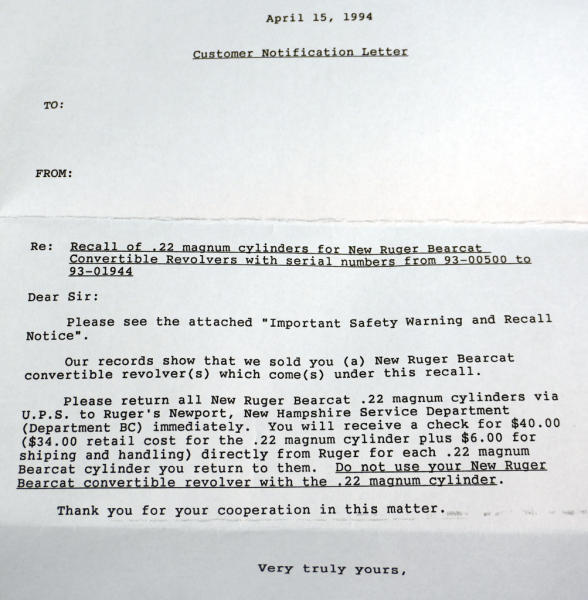 April 15, 1994
Customer Notification Letter
TO:
FROM:
Re: Recall of .22 magnum cylinders for New Ruger Bearcat
Convertible Revolvers with serial numbers from 93-00500 to
93-01944
Dear Sir:
Please see the attached "Important Safety Warning and Recall
Notice".
Our records show that we sold you (a) New Ruger Bearcat
convertible revolver(s) which come(s) under this recall.
Please return all New Ruger Bearcat .22 magnum cylinders via
U.P.S. to Ruger's Newport, New Hampshire Service Department
(Department BC) immediately. You will receive a check for $40.00
($34.00 retail cost for the .22 magnum cylinder plus $6.00 for
shiping and handling) directly from Ruger for each .22 magnum
Bearcat cylinder you return to them. Do not use your New Ruger
Bearcat convertible revolver with the .22 magnum cylinder.
Thank you for your cooperation in this matter.
Very truly yours,